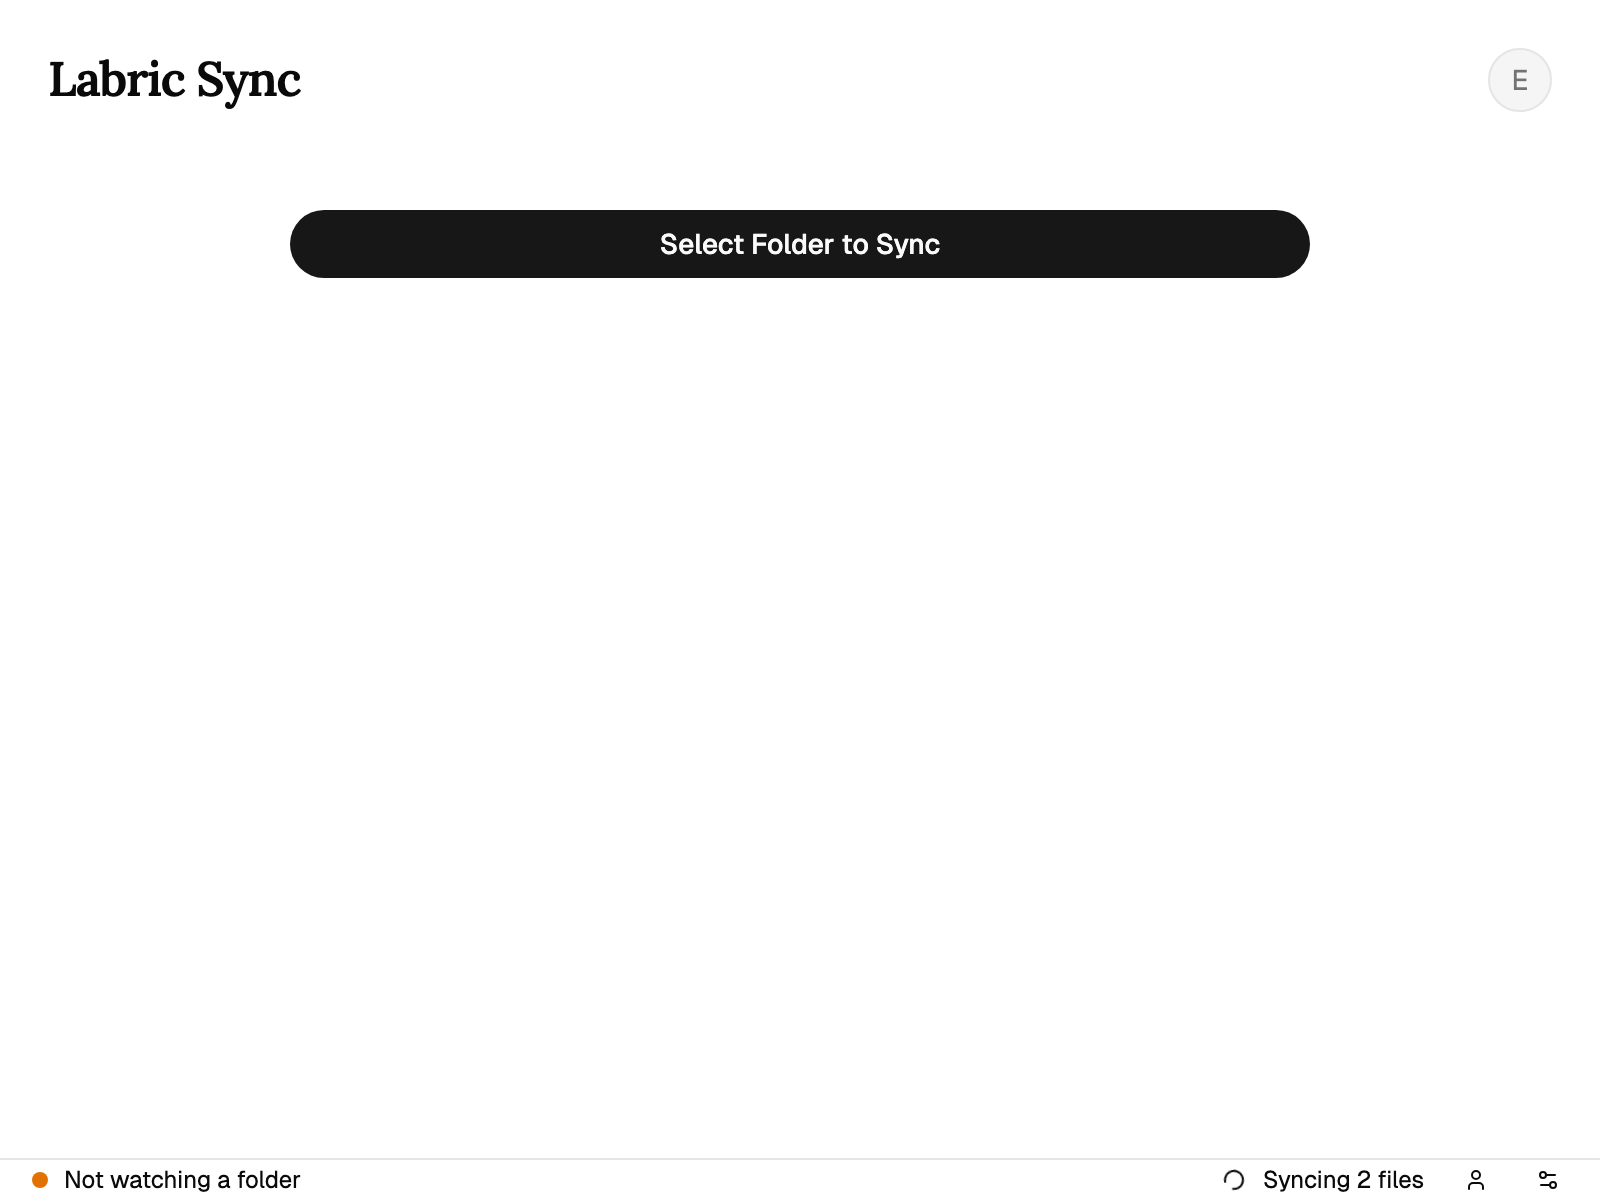 Labric Sync
E
Select Folder to Sync
Not watching a folder
Syncing 2 files